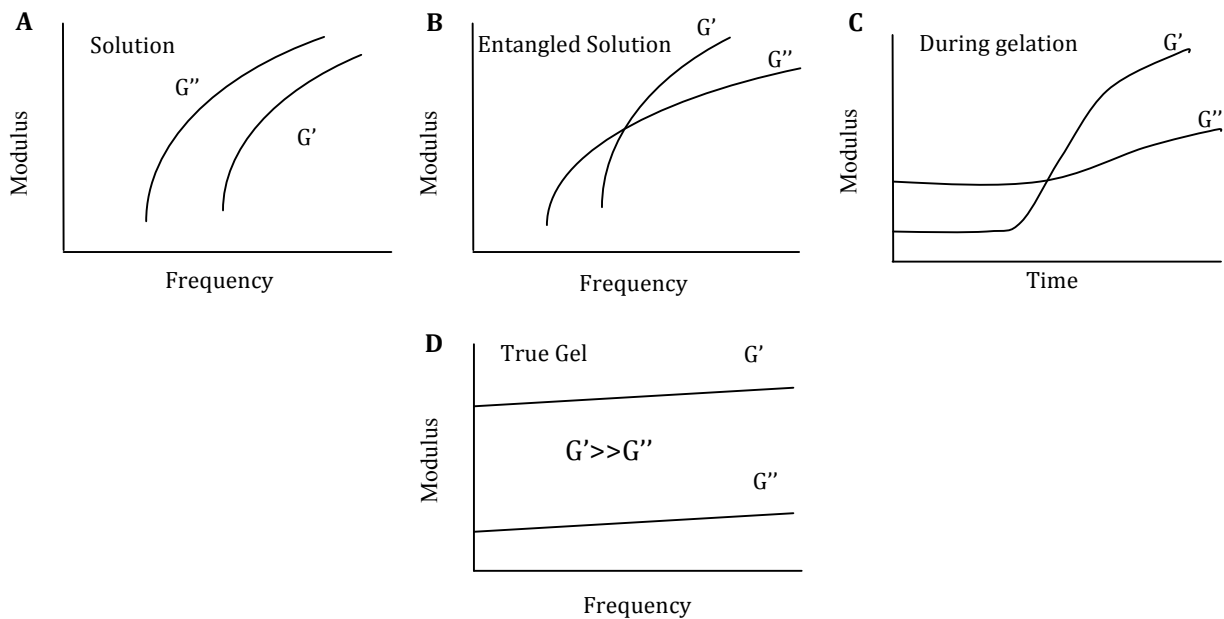 A
Solution
G’’
G’
Modulus
Frequency
B
Entangled Solution
G’
G’’
Modulus
Frequency
C
During gelation
G’
G’’
Modulus
Time
D
True Gel
G’
G’>>G’’
G’’
Modulus
Frequency